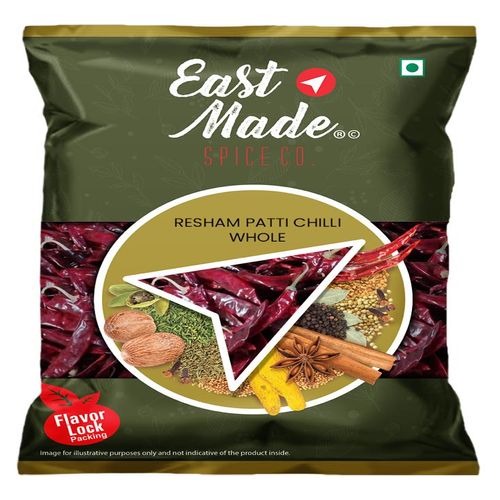 East
Made®©
SPICE CO.
RESHAM PATTI CHILLI
WHOLE
Flavor
Lock
Packing
Image for illustrative purposes only and not indicative of the product inside.